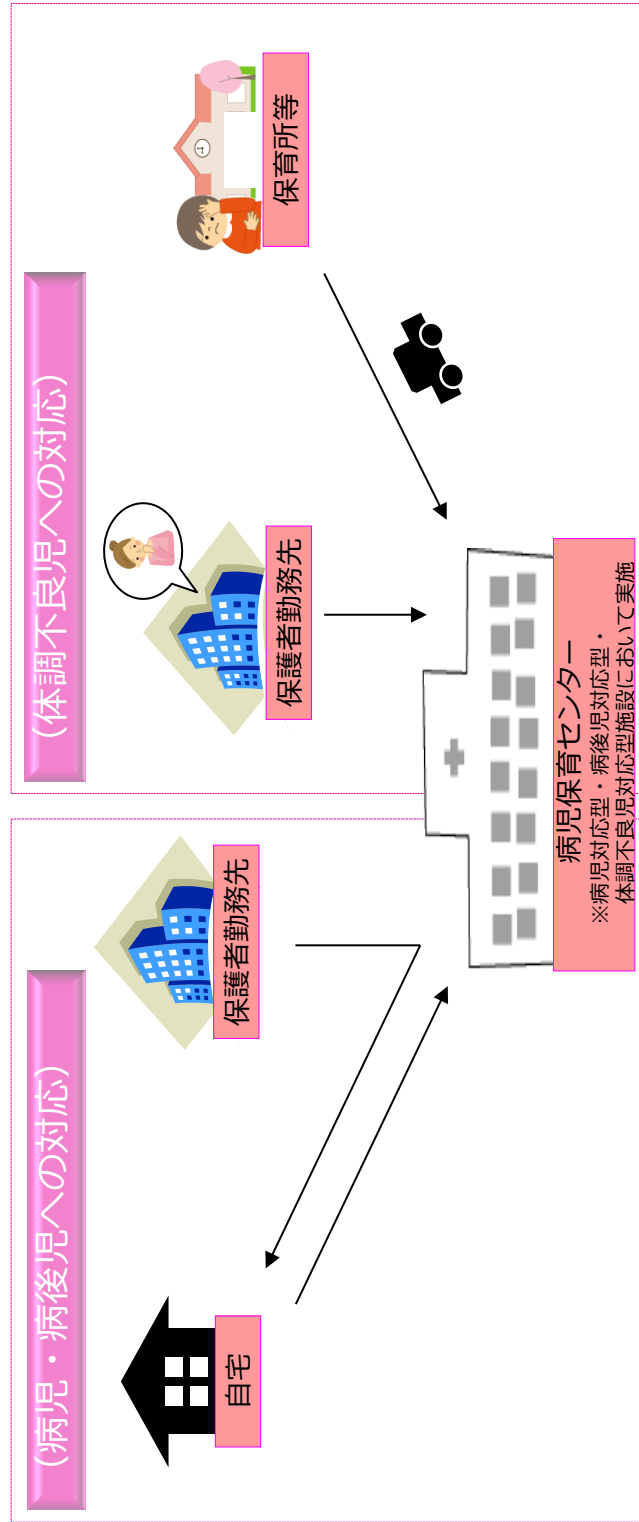 (病児・病後児への対応)
保護者勤務先
自宅
(体調不良児への対応)
保育所等
保護者勤務先
病児保育センター
※病児対応型・病後児対応型・
体調不良児対応型施設において実施